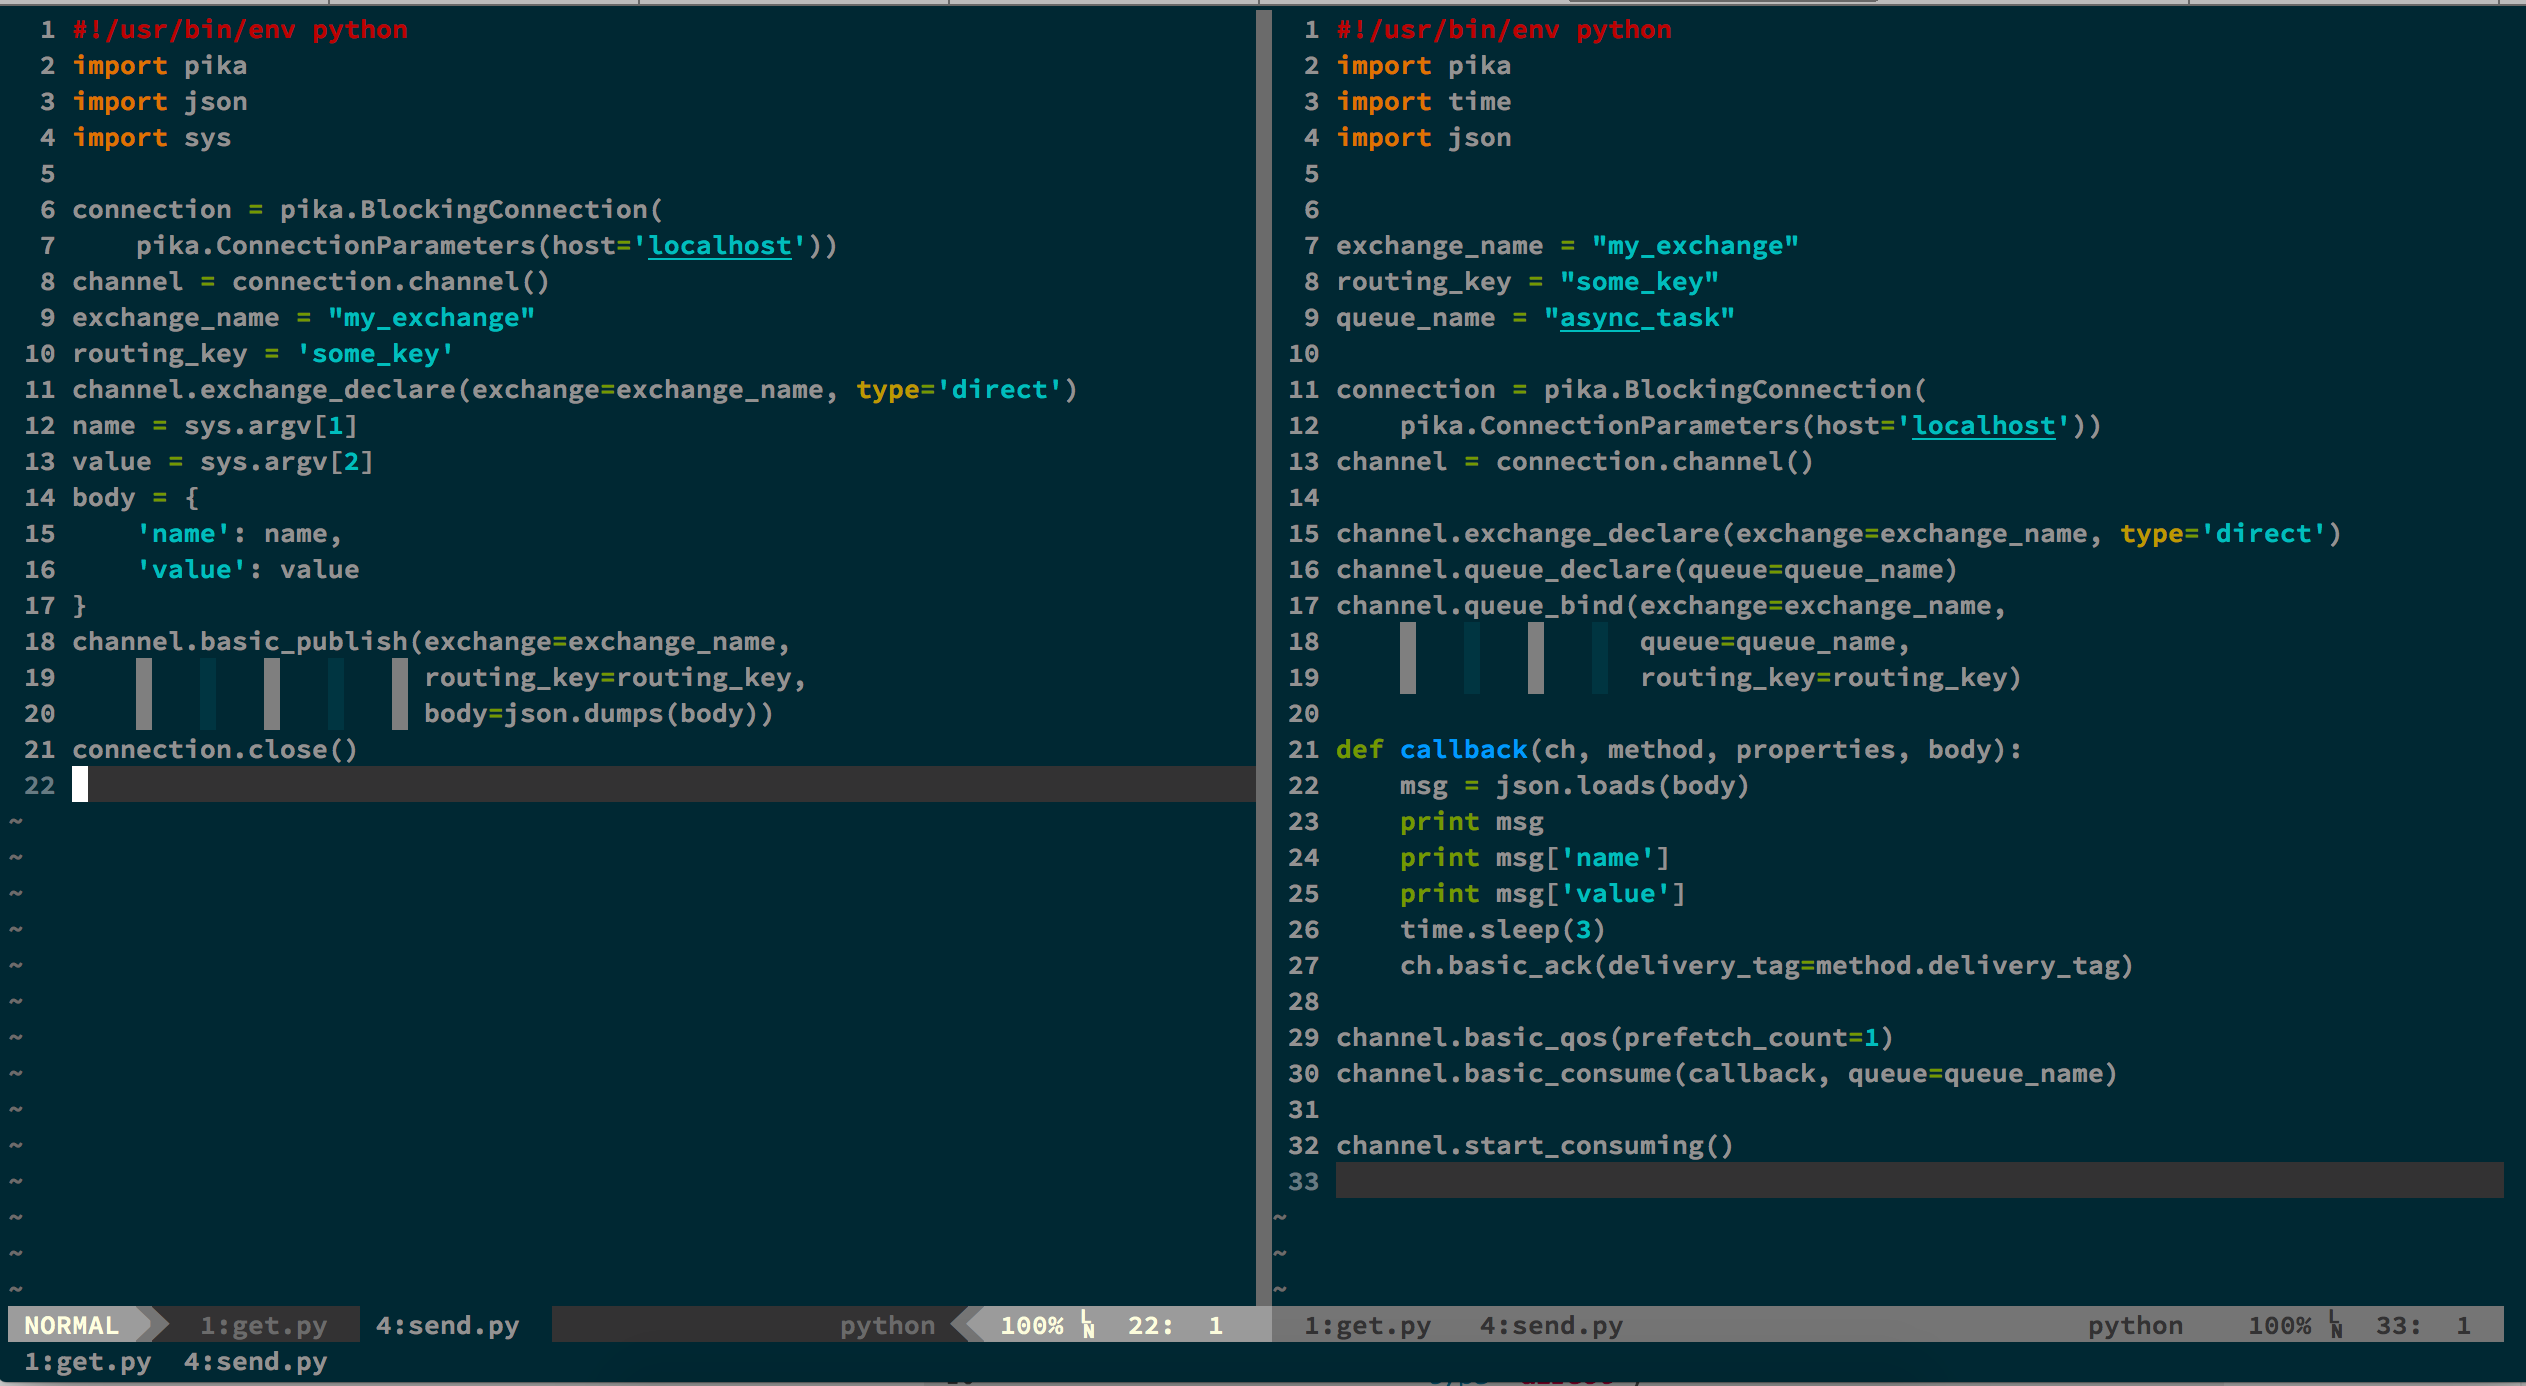 1 #!/usr/bin/env python
2 import pika
3 import json
4 import sys
5
6 connection = pika.BlockingConnection(
7     pika.ConnectionParameters(host='localhost'))
8 channel = connection.channel()
9 exchange_name = "my_exchange"
10 routing_key = 'some_key'
11 channel.exchange_declare(exchange=exchange_name, type='direct')
12 name = sys.argv[1]
13 value = sys.argv[2]
14 body = {
15     'name': name,
16     'value': value
17 }
18 channel.basic_publish(exchange=exchange_name,
19                       routing_key=routing_key,
20                       body=json.dumps(body))
21 connection.close()
22
~
~
~
~
~
~
~
~
~
~
~
~
~
~
NORMAL 1:get.py 4:send.py python 100% LN 22: 1
1 #!/usr/bin/env python
2 import pika
3 import time
4 import json
5
6
7 exchange_name = "my_exchange"
8 routing_key = "some_key"
9 queue_name = "async_task"
10
11 connection = pika.BlockingConnection(
12     pika.ConnectionParameters(host='localhost'))
13 channel = connection.channel()
14
15 channel.exchange_declare(exchange=exchange_name, type='direct')
16 channel.queue_declare(queue=queue_name)
17 channel.queue_bind(exchange=exchange_name,
18                    queue=queue_name,
19                    routing_key=routing_key)
20
21 def callback(ch, method, properties, body):
22     msg = json.loads(body)
23     print msg
24     print msg['name']
25     print msg['value']
26     time.sleep(3)
27     ch.basic_ack(delivery_tag=method.delivery_tag)
28
29 channel.basic_qos(prefetch_count=1)
30 channel.basic_consume(callback, queue=queue_name)
31
32 channel.start_consuming()
33
~
~
~
1:get.py 4:send.py python 100% LN 33: 1
1:get.py 4:send.py